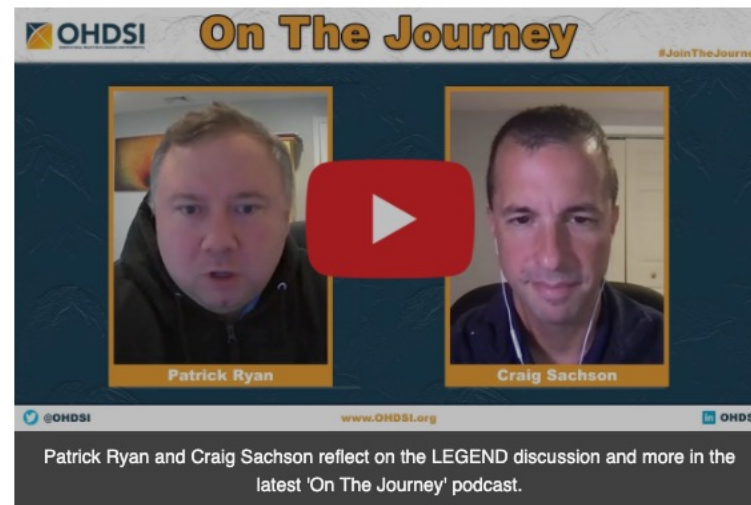 OHDSI
On The Journey
#JoinTheJourne
Patrick Ryan
Craig Sachson
@OHDSI
www.OHDSI.org
in OHDS
Patrick Ryan and Craig Sachson reflect on the LEGEND discussion and more in the
latest 'On The Journey' podcast.